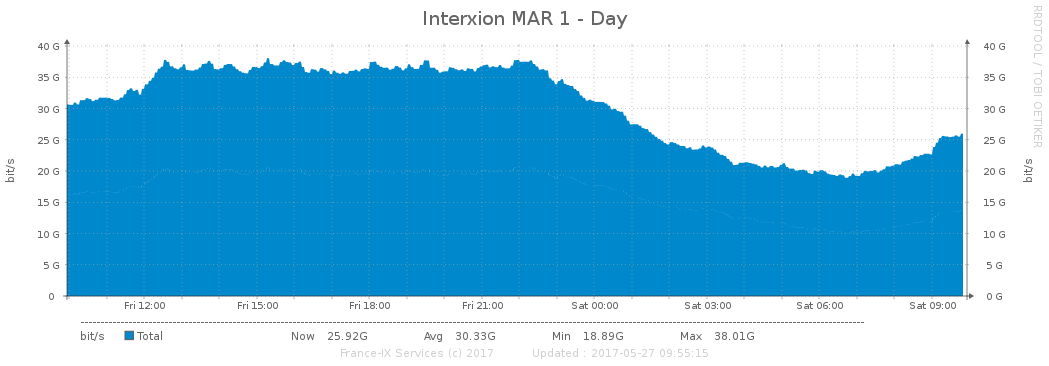 Interxion MAR 1 - Day
RRDTOOL / TOBI OETIKER
40 G 40 G
35 G 35 G
30 G 30 G
25 G 25 G
20 G 20 G
15 G 15 G
10 G 10 G
5 G 5 G
0 0 G
bit/s bit/s
Fri 12:00 Fri 15:00 Fri 18:00 Fri 21:00 Sat 00:00 Sat 03:00 Sat 06:00 Sat 09:00
bit/s Total Now 25.92G Avg 30.33G Min 18.89G Max 38.01G
France-IX Services (c) 2017 Updated : 2017-05-27 09:55:15